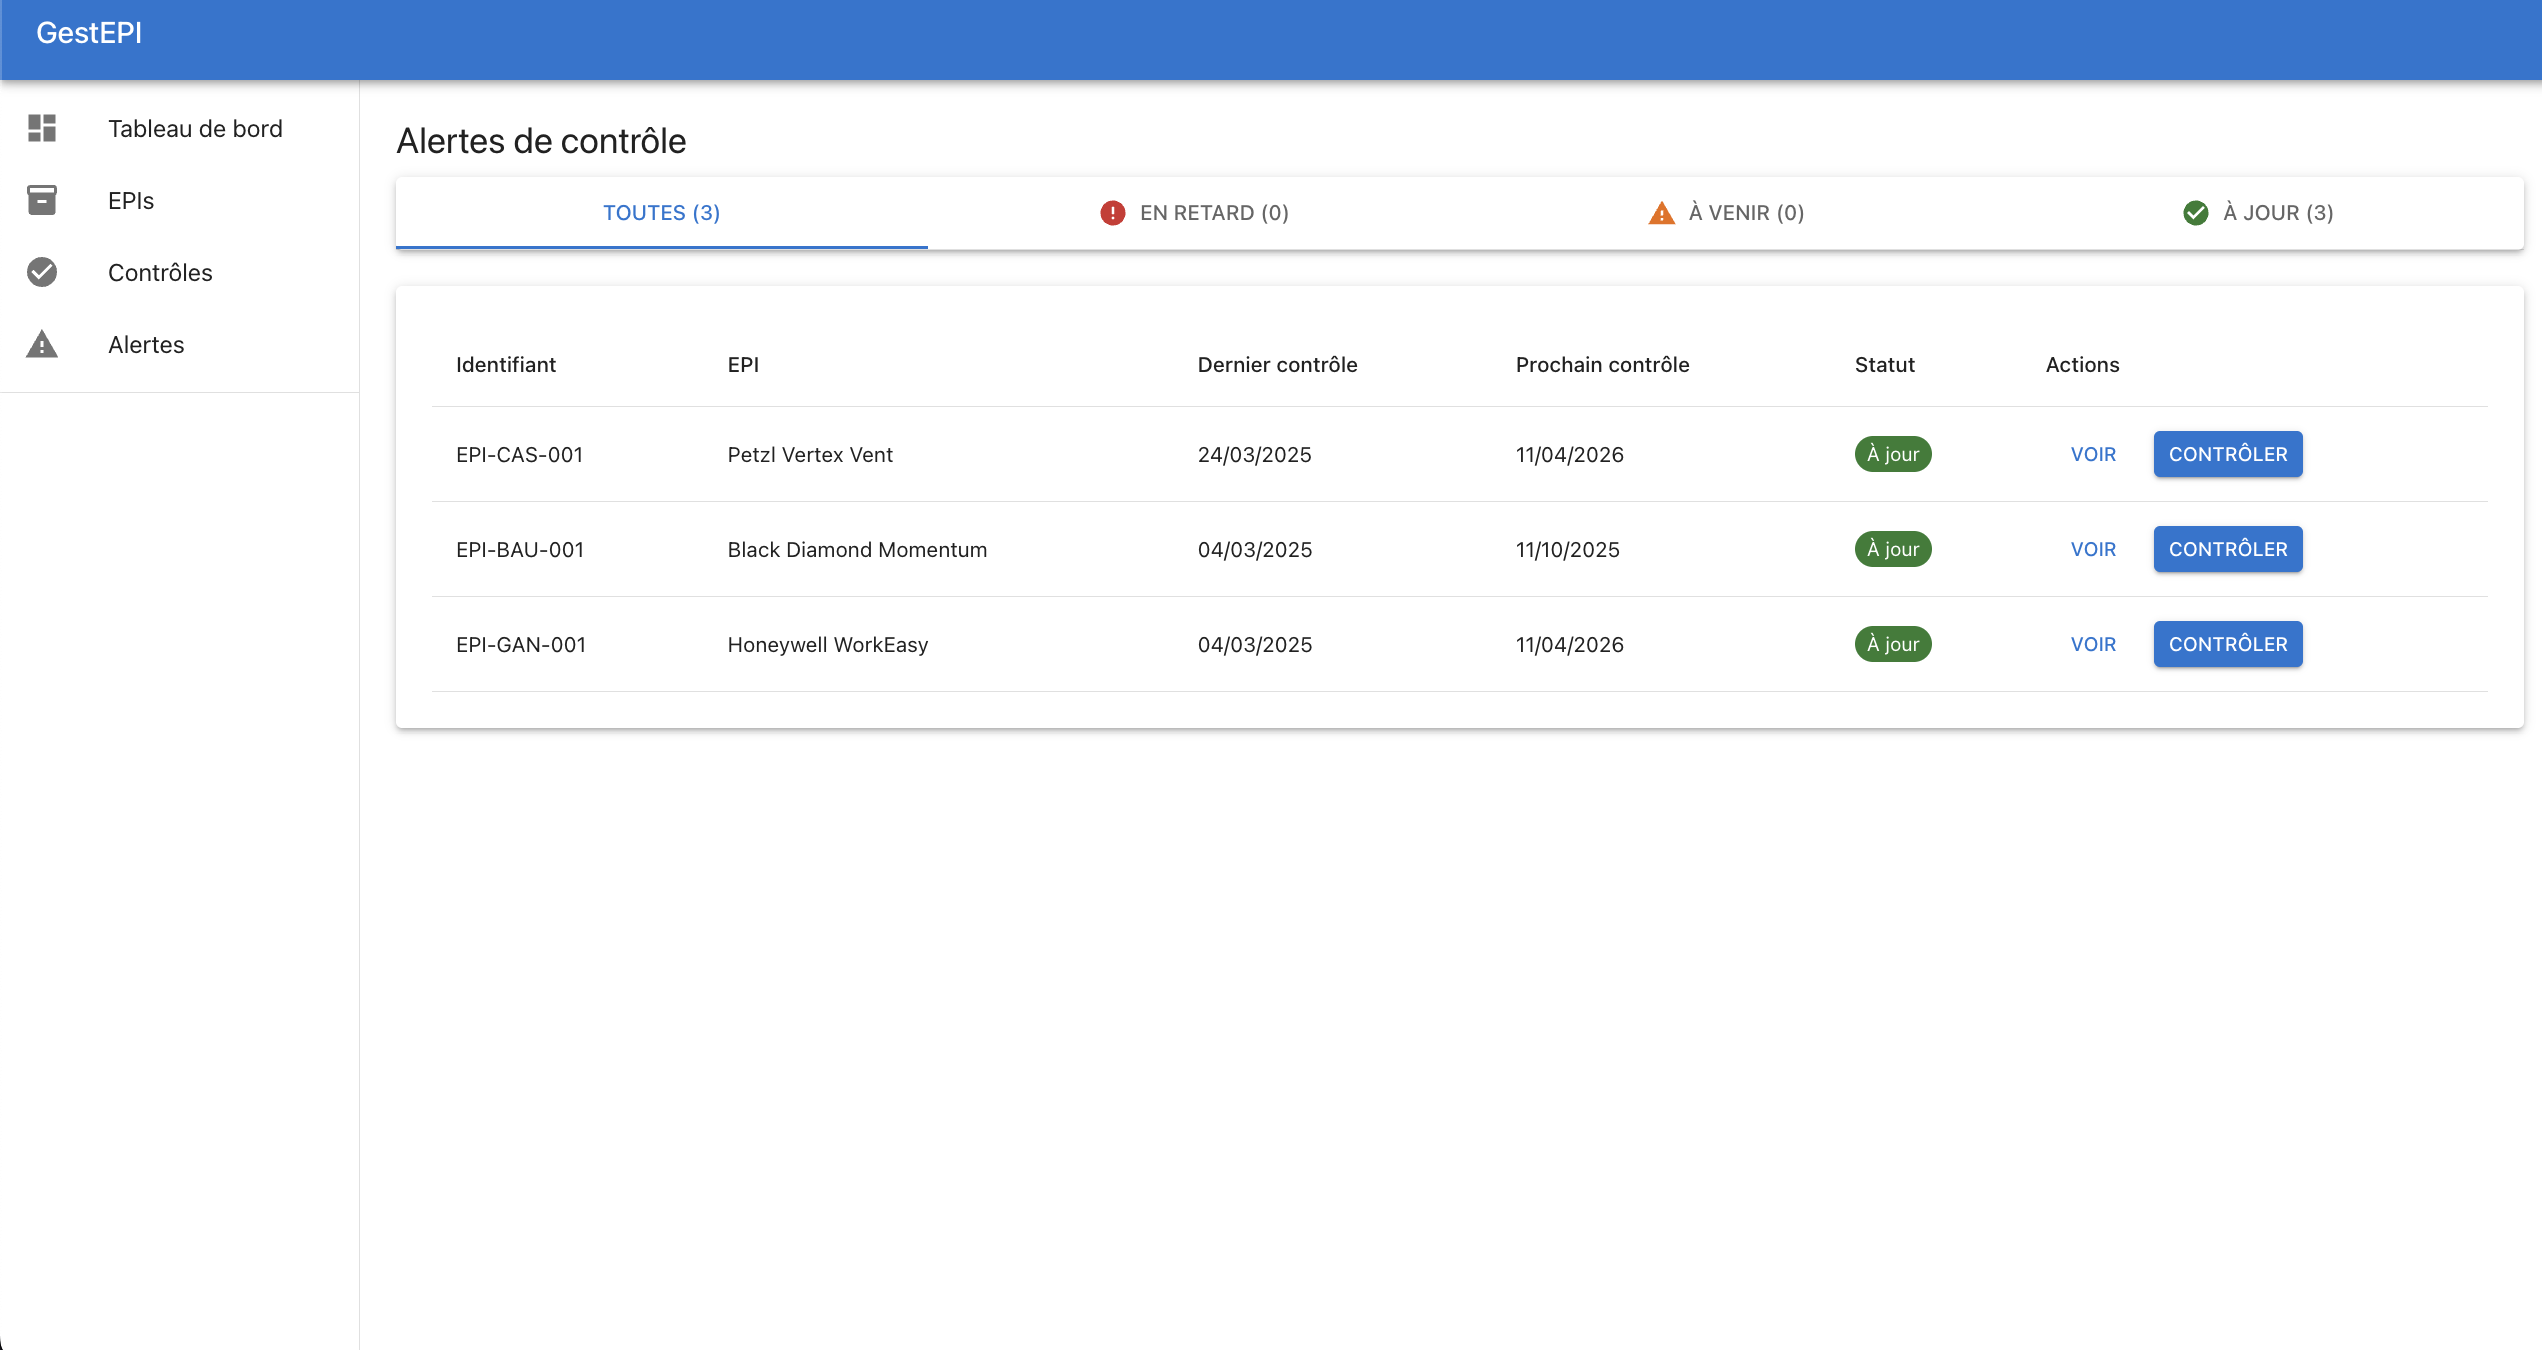 GestEPI
Tableau de bord
EPIs
Contrôles
Alertes
Alertes de contrôle
TOUTES (3) EN RETARD (0) À VENIR (0) À JOUR (3)
Identifiant EPI Dernier contrôle Prochain contrôle Statut Actions
EPI-CAS-001 Petzl Vertex Vent 24/03/2025 11/04/2026 À jour VOIR CONTRÔLER
EPI-BAU-001 Black Diamond Momentum 04/03/2025 11/10/2025 À jour VOIR CONTRÔLER
EPI-GAN-001 Honeywell WorkEasy 04/03/2025 11/04/2026 À jour VOIR CONTRÔLER